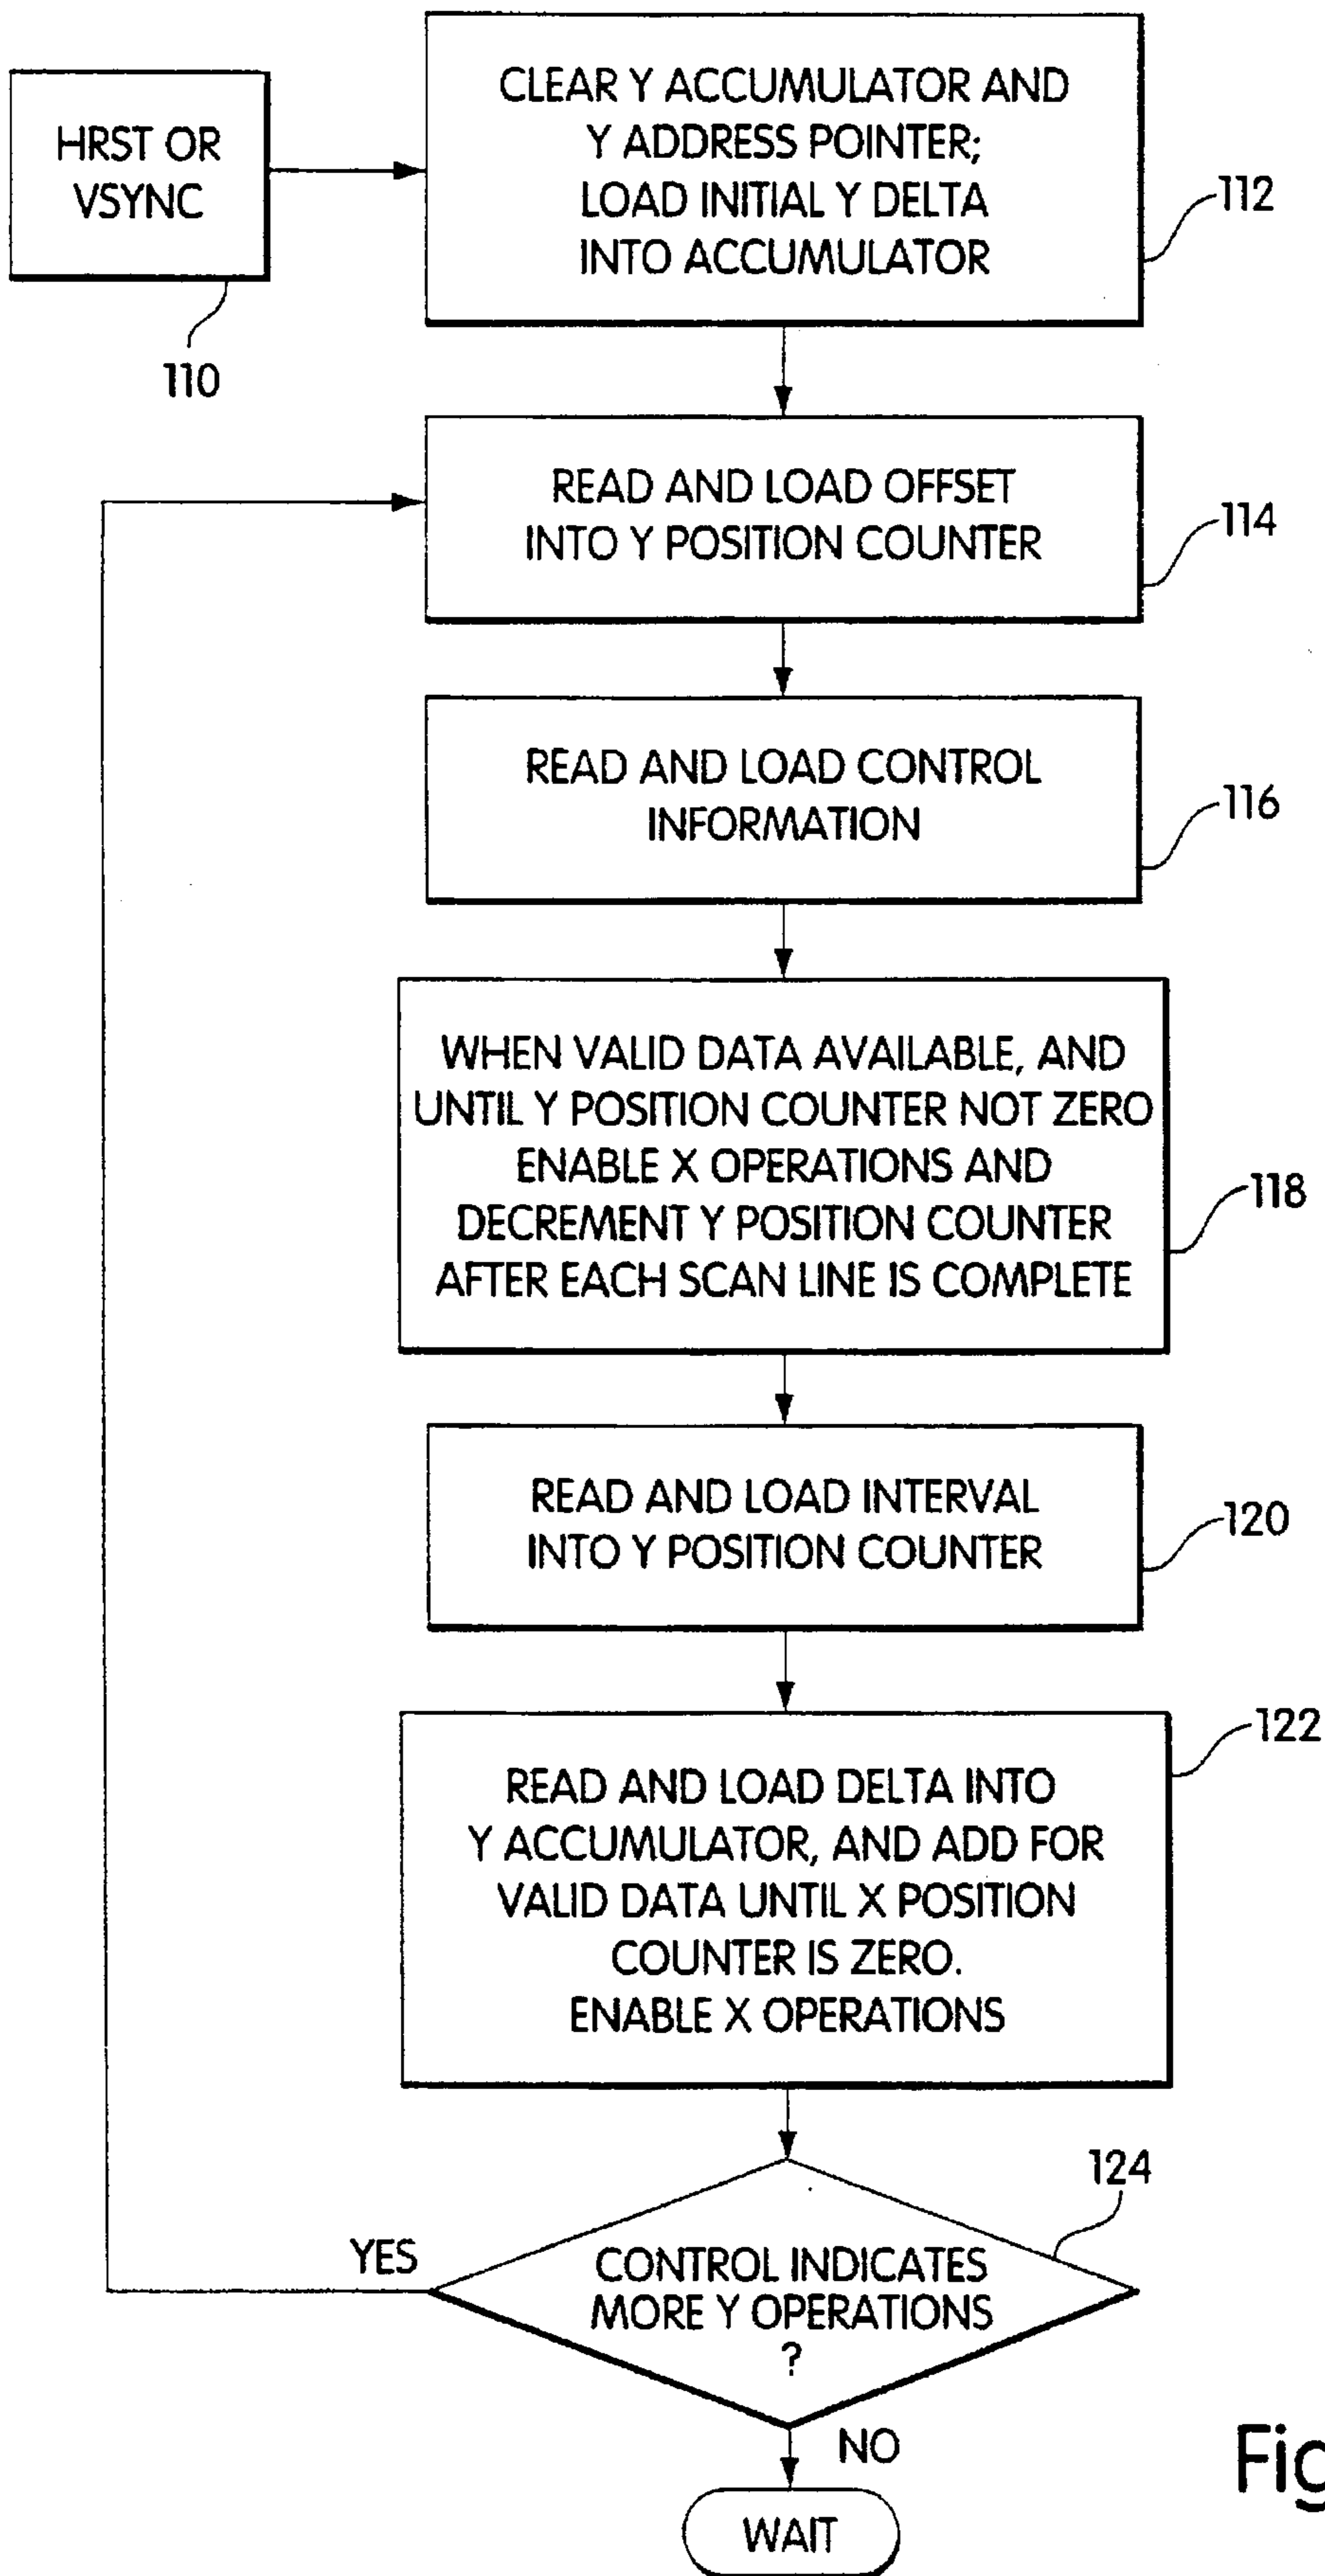 HRST OR
VSYNC
110
CLEAR Y ACCUMULATOR AND
Y ADDRESS POINTER;
LOAD INITIAL Y DELTA
INTO ACCUMULATOR
112
READ AND LOAD OFFSET
INTO Y POSITION COUNTER
114
READ AND LOAD CONTROL
INFORMATION
116
WHEN VALID DATA AVAILABLE, AND
UNTIL Y POSITION COUNTER NOT ZERO
ENABLE X OPERATIONS AND
DECREMENT Y POSITION COUNTER
AFTER EACH SCAN LINE IS COMPLETE
118
READ AND LOAD INTERVAL
INTO Y POSITION COUNTER
120
READ AND LOAD DELTA INTO
Y ACCUMULATOR, AND ADD FOR
VALID DATA UNTIL X POSITION
COUNTER IS ZERO.
ENABLE X OPERATIONS
122
CONTROL INDICATES
MORE Y OPERATIONS
?
124
YES
NO
WAIT